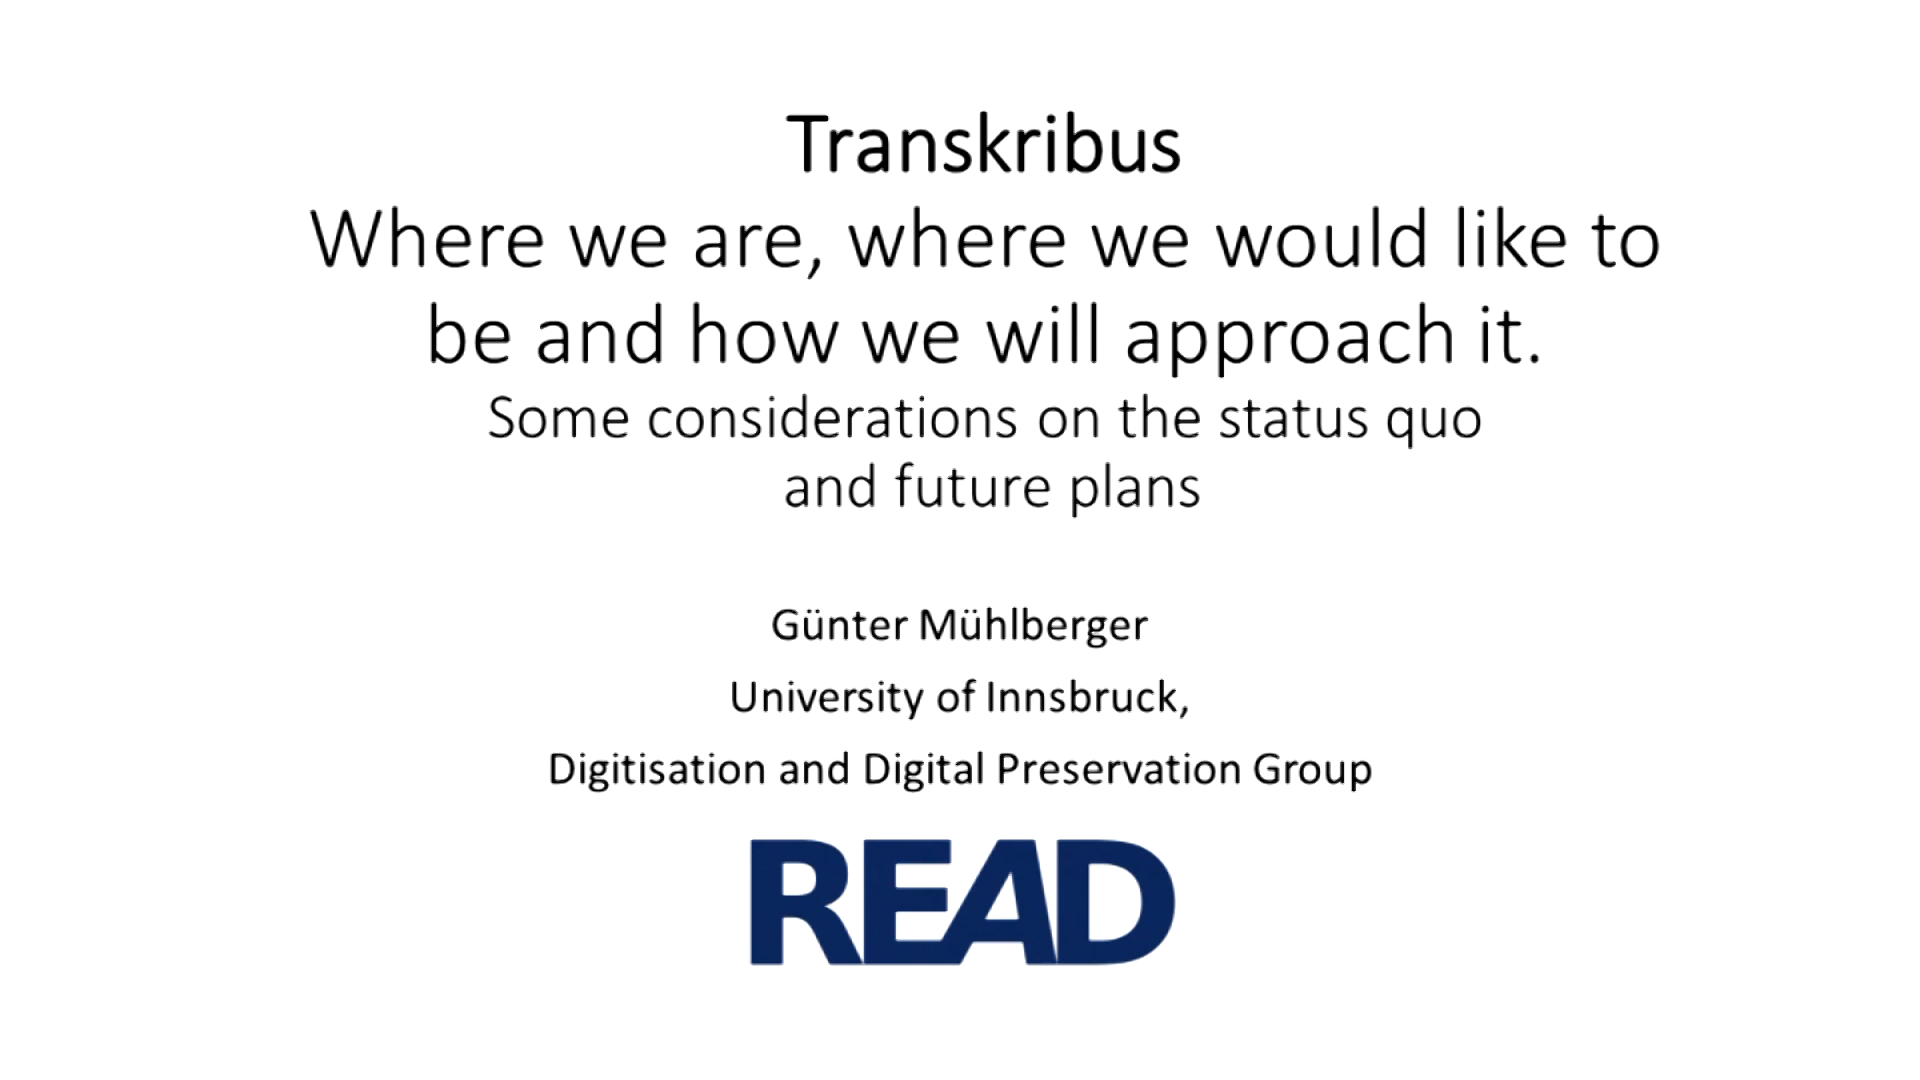 Transkribus
Where we are, where we would like to
be and how we will approach it.
Some considerations on the status quo
and future plans
Günter Mühlberger
University of Innsbruck,
Digitisation and Digital Preservation Group
READ